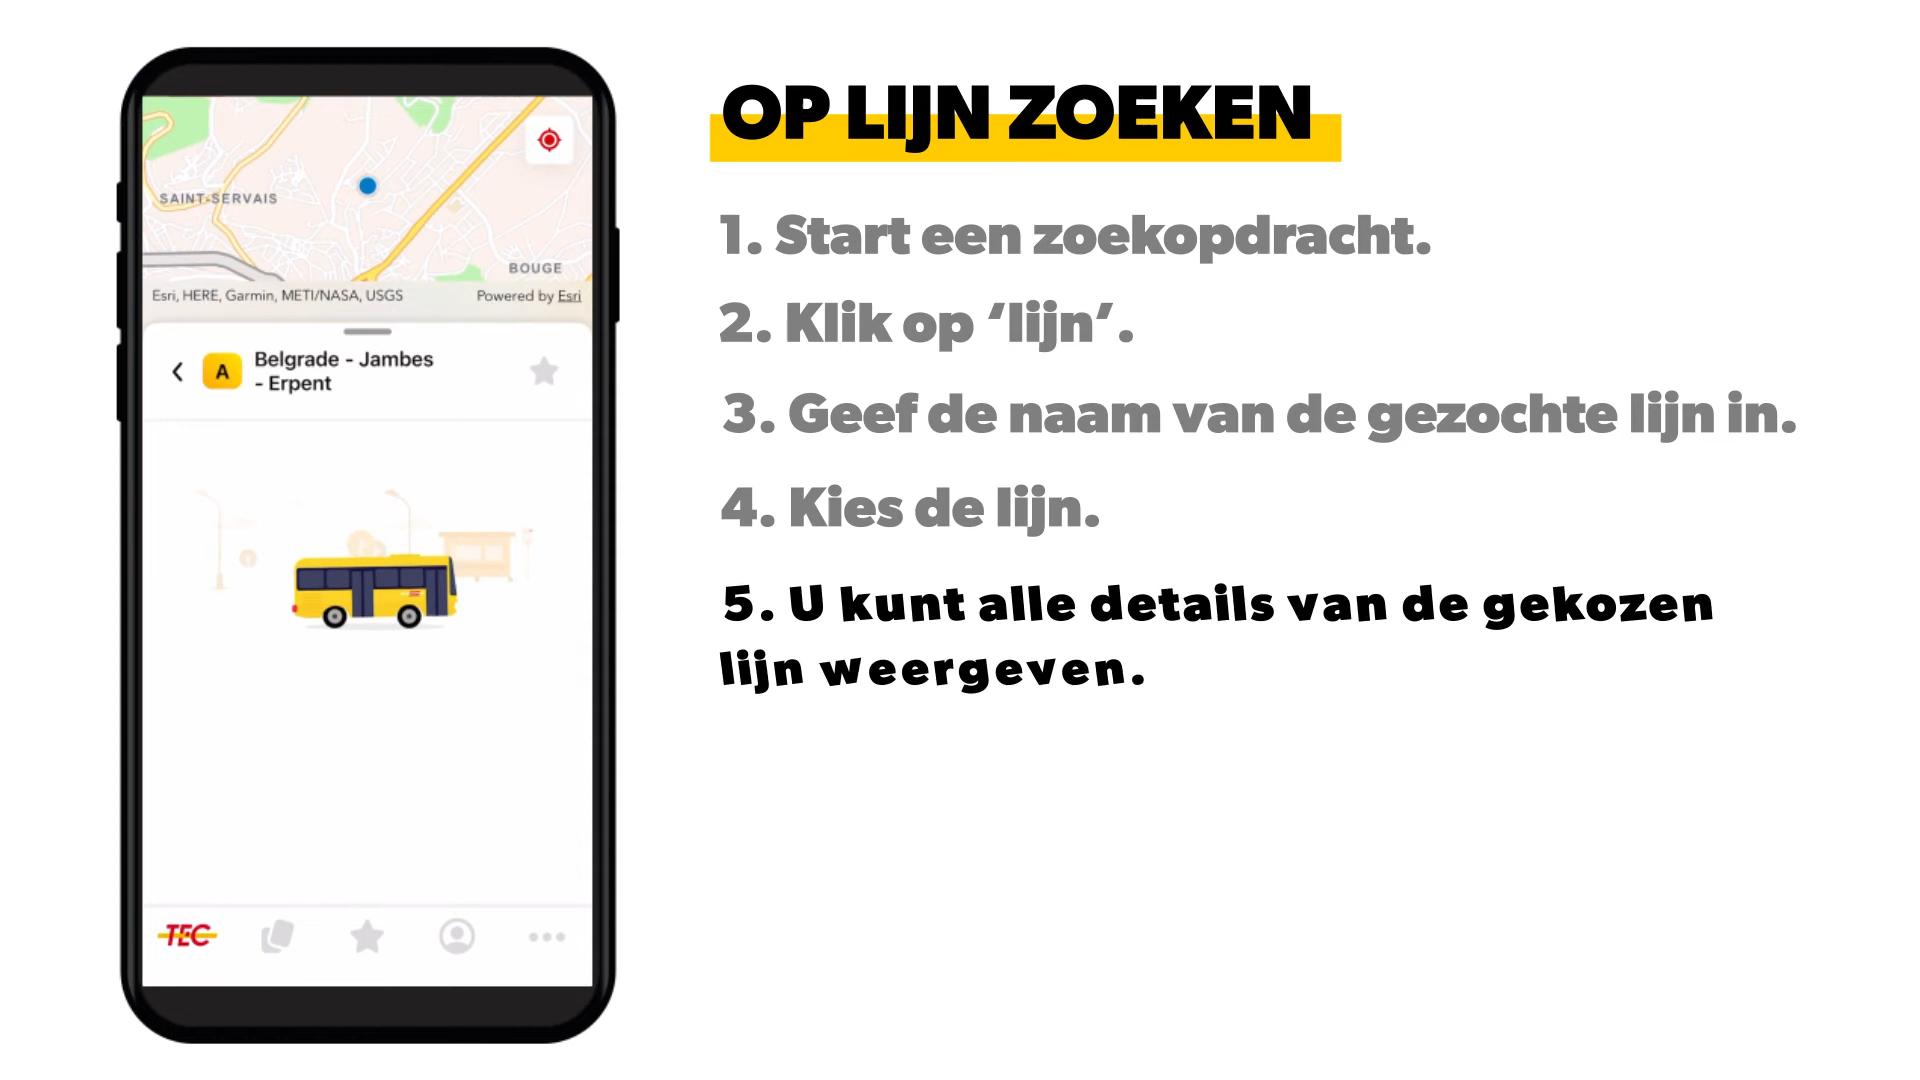 SAINT-SERVAIS
BOUGE
Esri, HERE, Garmin, METI/NASA, USGS Powered by Esri
A Belgrade - Jambes
- Erpent
TEC
OP LIJN ZOEKEN
1. Start een zoekopdracht.
2. Klik op ‘lijn’.
3. Geef de naam van de gezochte lijn in.
4. Kies de lijn.
5. U kunt alle details van de gekozen
lijn weergeven.